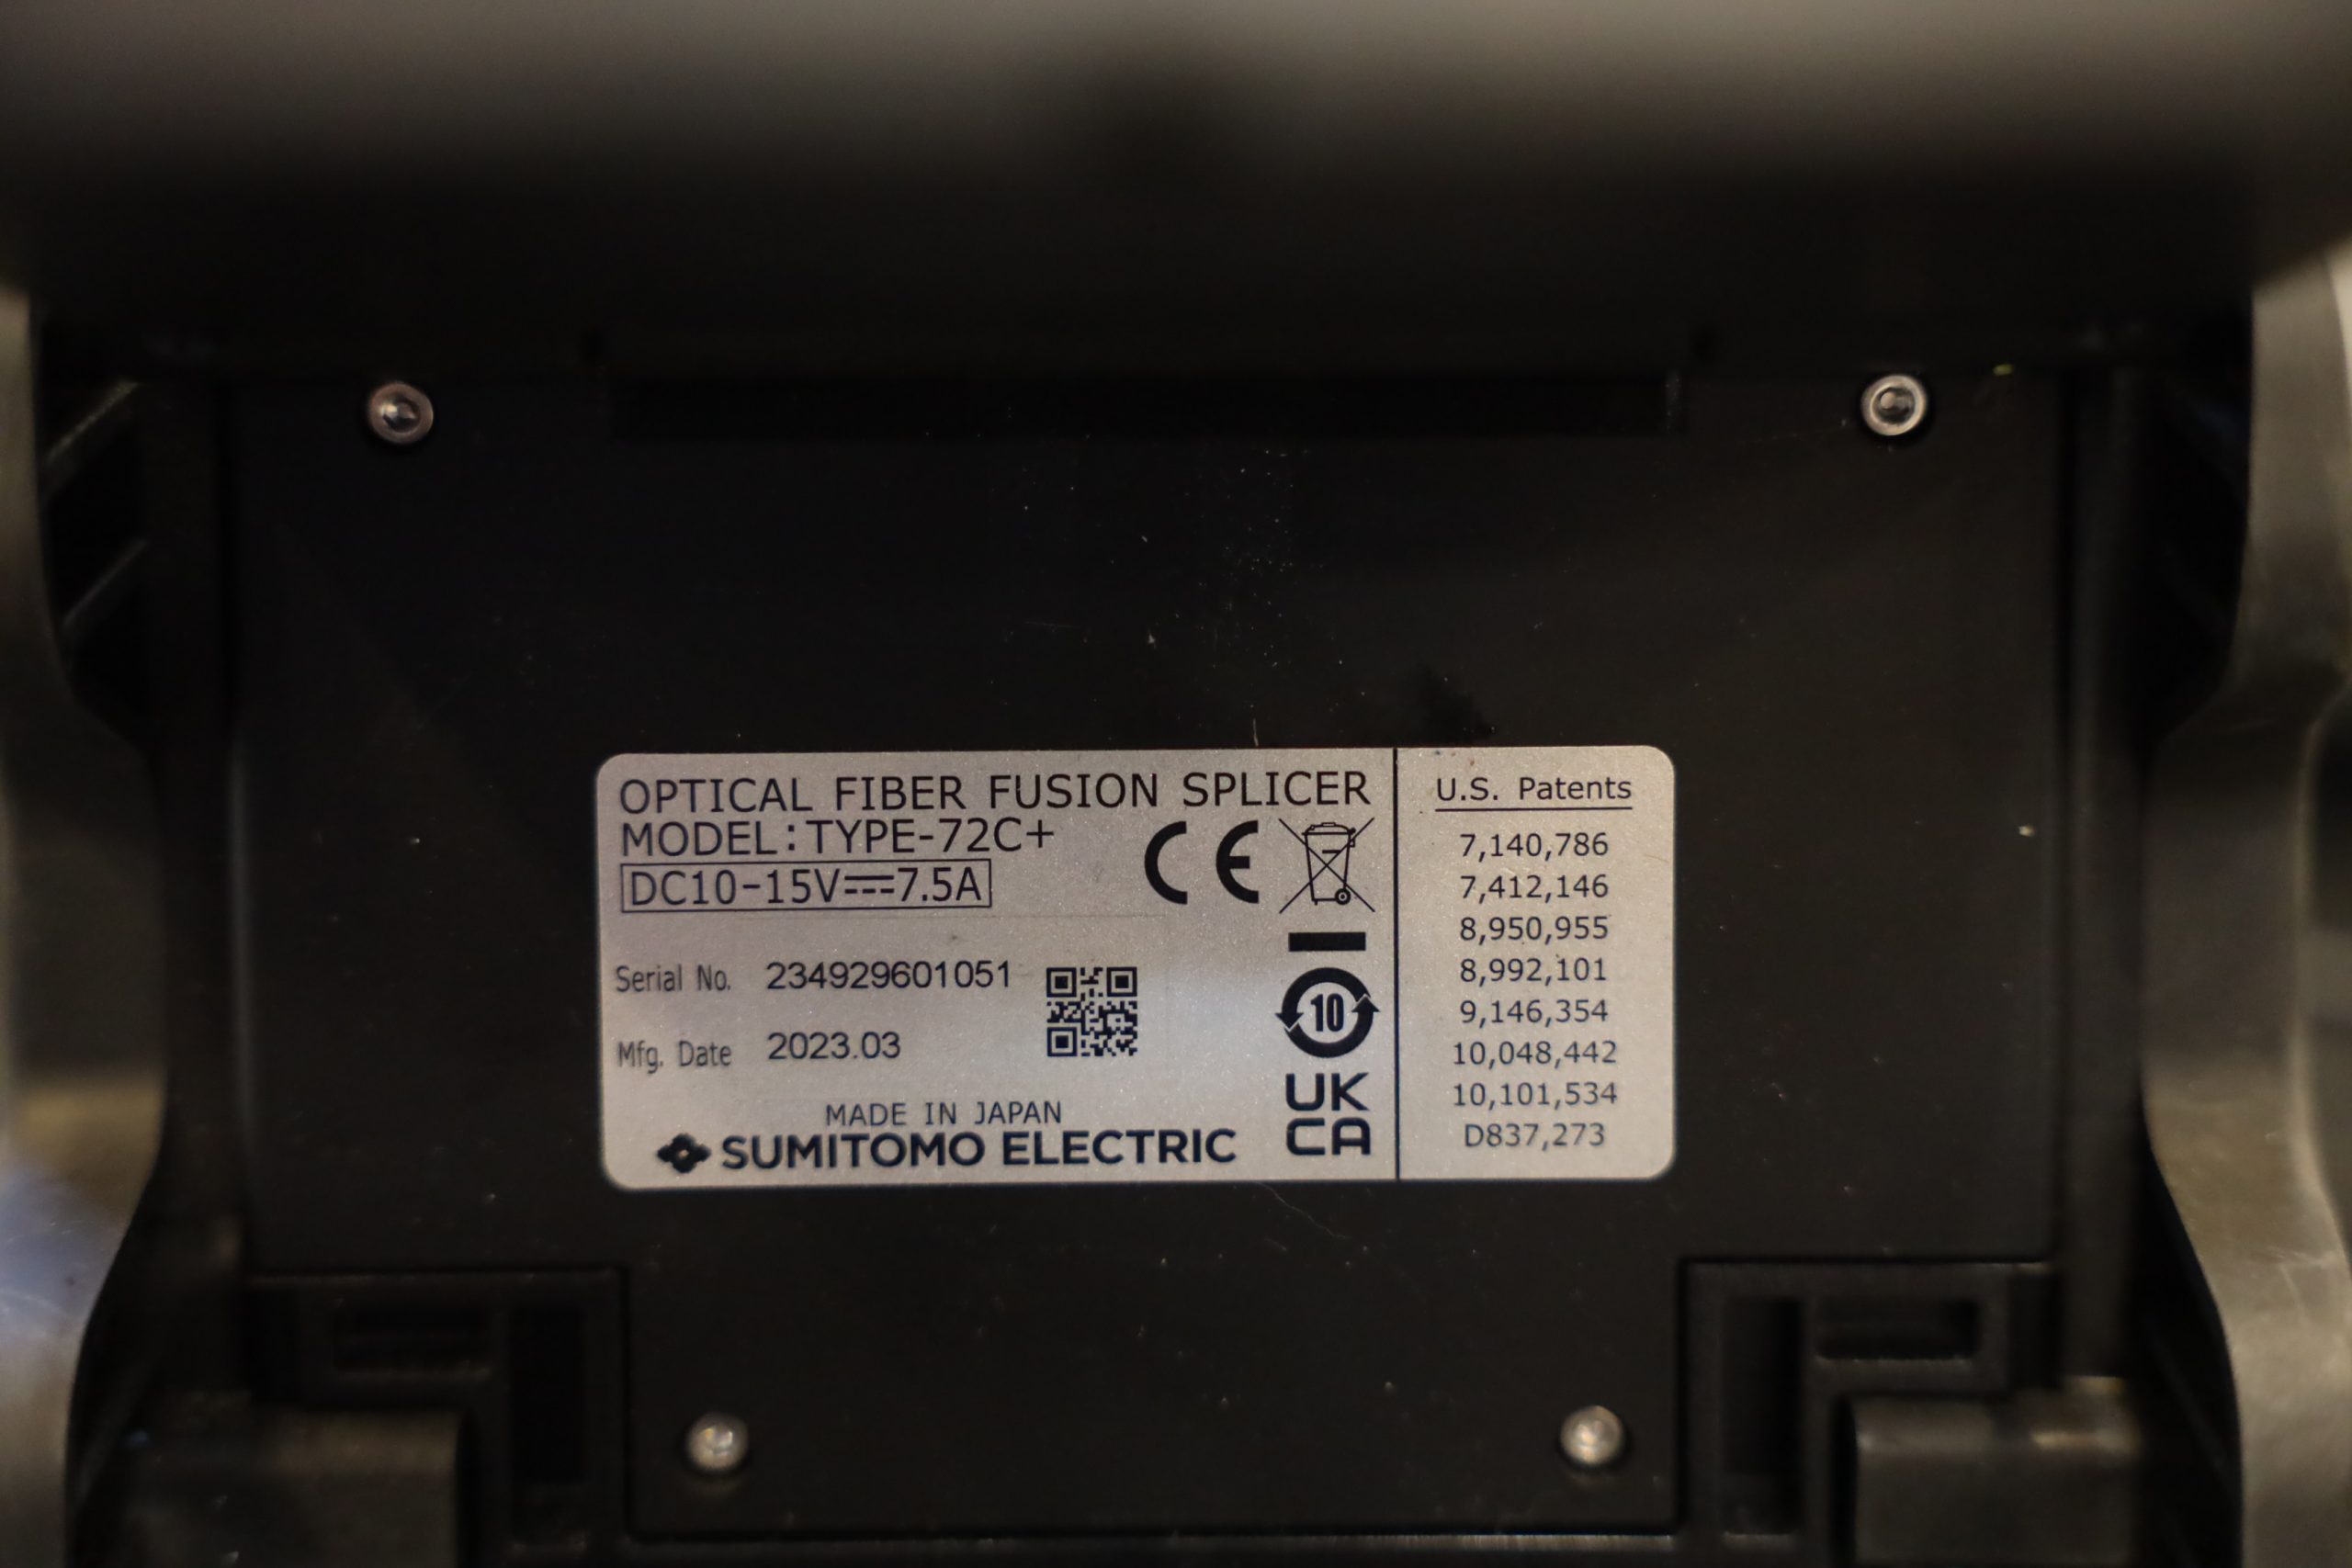 OPTICAL FIBER FUSION SPLICER
MODEL:TYPE-72C+
DC10-15V⎓7.5A
CE
Serial No. 234929601051
Mfg. Date 2023.03
10
UK
CA
MADE IN JAPAN
SUMITOMO ELECTRIC
U.S. Patents
7,140,786
7,412,146
8,950,955
8,992,101
9,146,354
10,048,442
10,101,534
D837,273